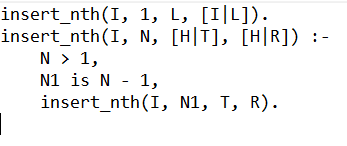 insert_nth(I, 1, L, [I|L]).
insert_nth(I, N, [H|T], [H|R]) :-
    N > 1,
    N1 is N - 1,
    insert_nth(I, N1, T, R).